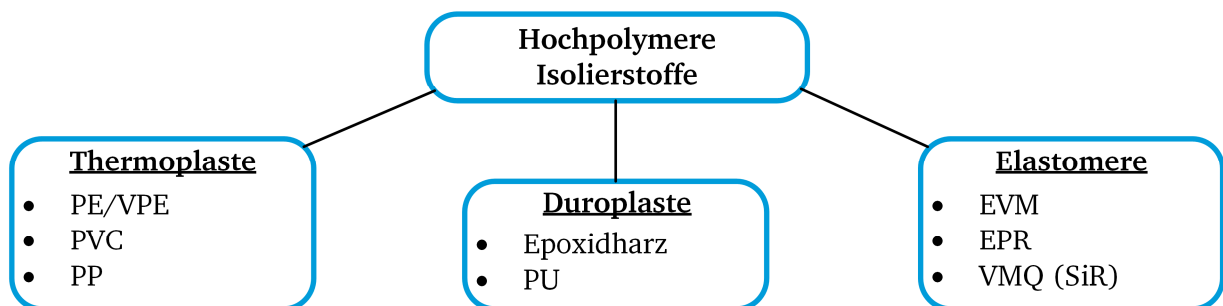 Hochpolymere
Isolierstoffe
Thermoplaste
• PE/VPE
• PVC
• PP
Duroplaste
• Epoxidharz
• PU
Elastomere
• EVM
• EPR
• VMQ (SiR)